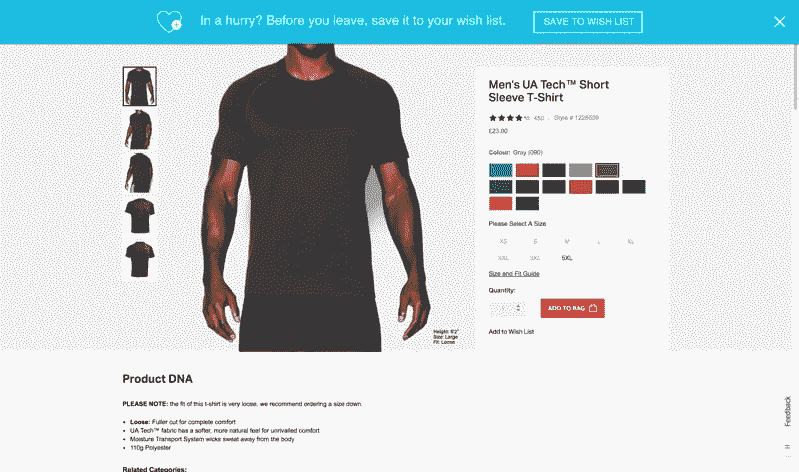 In a hurry? Before you leave, save it to your wish list.
SAVE TO WISH LIST
Men's UA Tech™ Short
Sleeve T-Shirt
450
Style #
£23.00
Colour: Gray (090)
Please Select A Size
XS S M L XL
XXL 3XL 5XL
Size and Fit Guide
Quantity:
ADD TO BAG
Add to Wish List
Height: 6'2"
Size: Large
Fit: Loose
Product DNA
PLEASE NOTE: the fit of this t-shirt is very loose, we recommend ordering a size down.
• Loose: Fuller cut for complete comfort
• UA Tech™ fabric has a softer, more natural feel for unrivalled comfort
• Moisture Transport System wicks sweat away from the body
• 110g Polyester
Related Categories:
Feedback